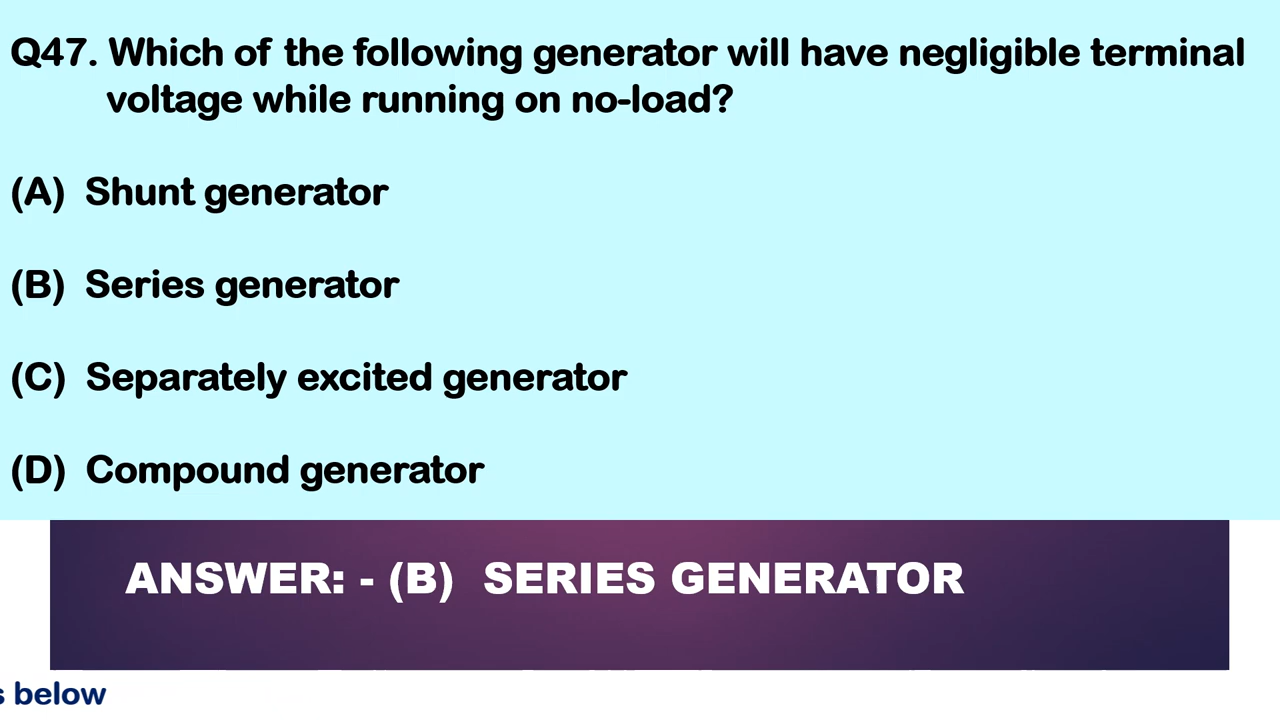 Q47. Which of the following generator will have negligible terminal
voltage while running on no-load?
(A) Shunt generator
(B) Series generator
(C) Separately excited generator
(D) Compound generator
ANSWER: - (B) SERIES GENERATOR
s below